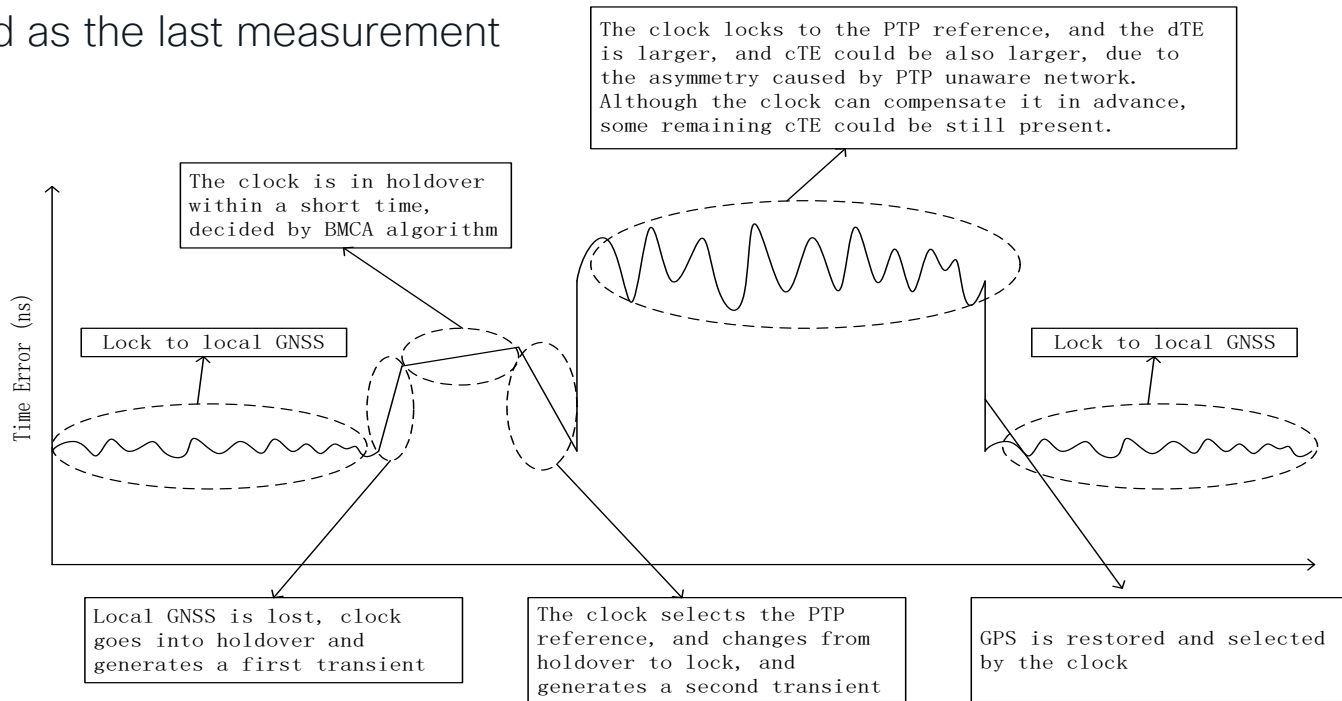 d as the last measurement
The clock locks to the PTP reference, and the dTE
is larger, and cTE could be also larger, due to
the asymmetry caused by PTP unaware network.
Although the clock can compensate it in advance,
some remaining cTE could be still present.
The clock is in holdover
within a short time,
decided by BMCA algorithm
Time Error (ns)
Lock to local GNSS
Lock to local GNSS
Local GNSS is lost, clock
goes into holdover and
generates a first transient
The clock selects the PTP
reference, and changes from
holdover to lock, and
generates a second transient
GPS is restored and selected
by the clock